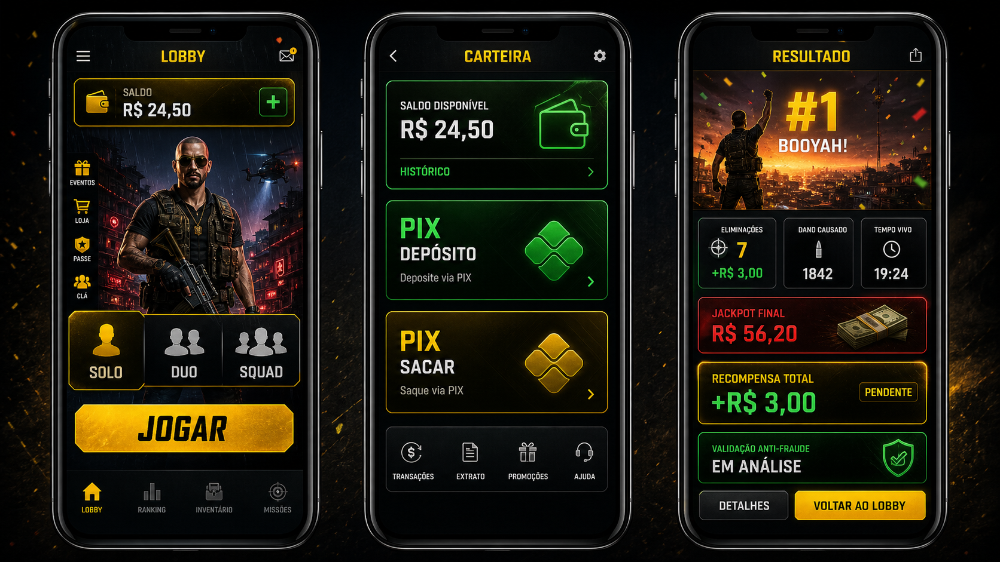 LOBBY
SALDO
R$ 24,50
+
EVENTOS
LOJA
PASSE
CLÁ
SOLO
DUO
SQUAD
JOGAR
LOBBY
RANKING
INVENTÁRIO
MISSÕES
CARTEIRA
SALDO DISPONÍVEL
R$ 24,50
HISTÓRICO
PIX
DEPÓSITO
Deposite via PIX
PIX
SACAR
Saque via PIX
$
TRANSAÇÕES
EXTRATO
PROMOÇÕES
AJUDA
RESULTADO
#1
BOOYAH!
ELIMINAÇÕES
7
+R$ 3,00
DANO CAUSADO
1842
TEMPO VIVO
19:24
JACKPOT FINAL
R$ 56,20
RECOMPENSA TOTAL
+R$ 3,00
PENDENTE
VALIDAÇÃO ANTI-FRAUDE
EM ANÁLISE
DETALHES
VOLTAR AO LOBBY